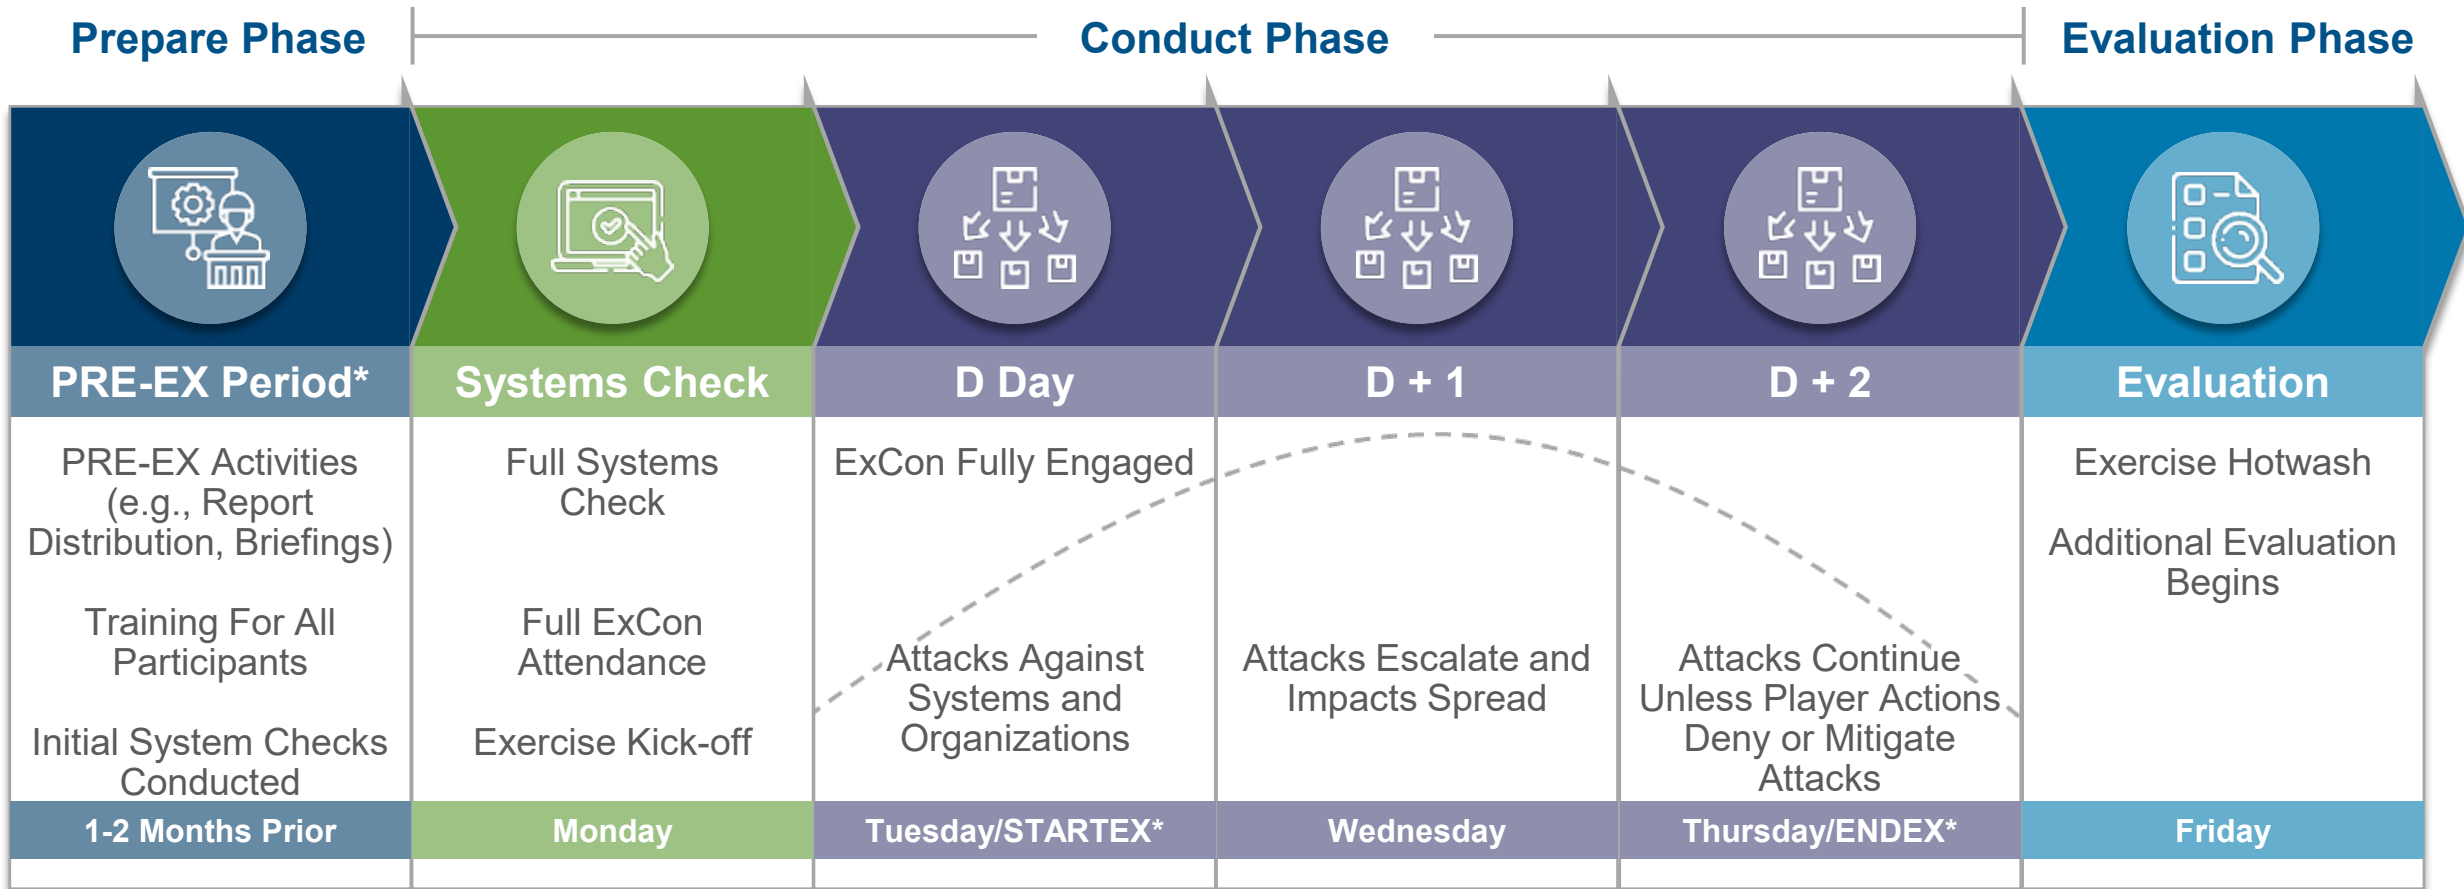 Prepare Phase
Conduct Phase
Evaluation Phase
PRE-EX Period*
Systems Check
D Day
D + 1
D + 2
Evaluation
PRE-EX Activities
(e.g., Report
Distribution, Briefings)
Training For All
Participants
Initial System Checks
Conducted
Full Systems
Check
Full ExCon
Attendance
Exercise Kick-off
ExCon Fully Engaged
Attacks Against
Systems and
Organizations
Attacks Escalate and
Impacts Spread
Attacks Continue
Unless Player Actions
Deny or Mitigate
Attacks
Exercise Hotwash
Additional Evaluation
Begins
1-2 Months Prior
Monday
Tuesday/STARTEX*
Wednesday
Thursday/ENDEX*
Friday